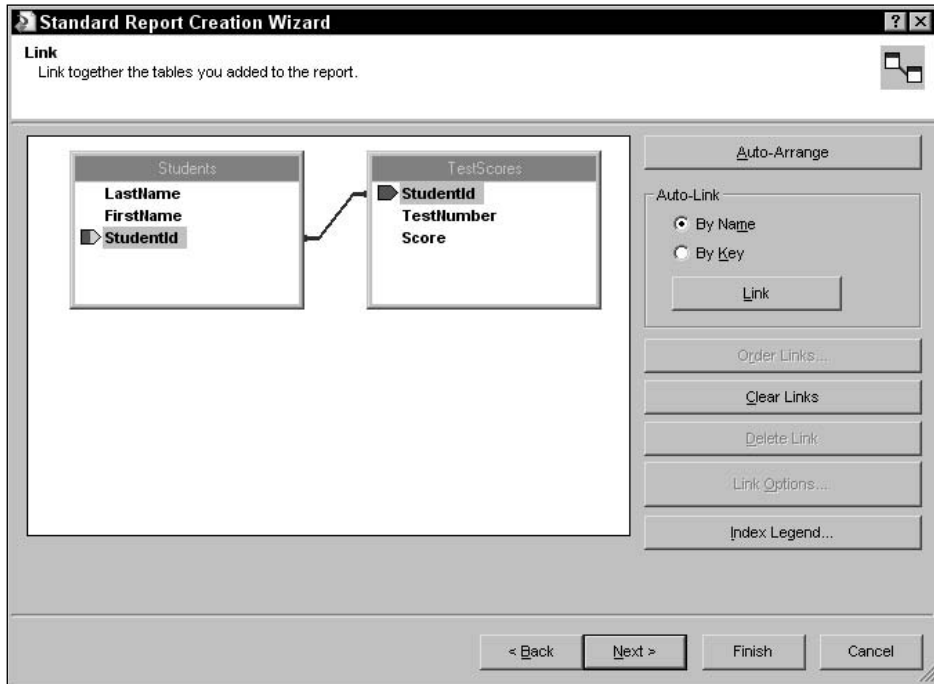 Standard Report Creation Wizard
Link
Link together the tables you added to the report.
Students
LastName
FirstName
StudentId
TestScores
StudentId
TestNumber
Score
Auto-Arrange
Auto-Link
By Name
By Key
Link
Order Links...
Clear Links
Delete Link
Link Options...
Index Legend...
< Back
Next >
Finish
Cancel